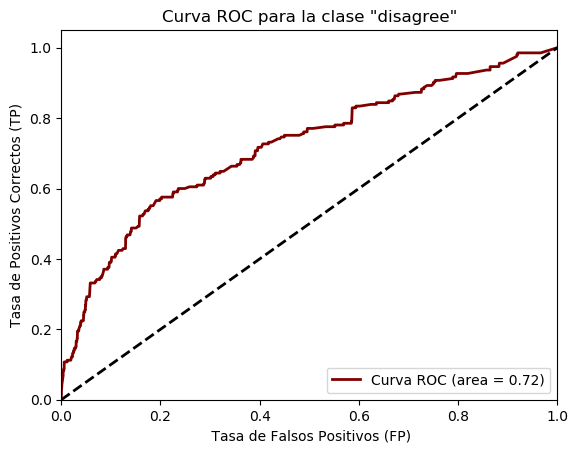 Curva ROC para la clase "disagree"
Tasa de Positivos Correctos (TP)
1.0
0.8
0.6
0.4
0.2
0.0
Curva ROC (area = 0.72)
0.0 0.2 0.4 0.6 0.8 1.0
Tasa de Falsos Positivos (FP)